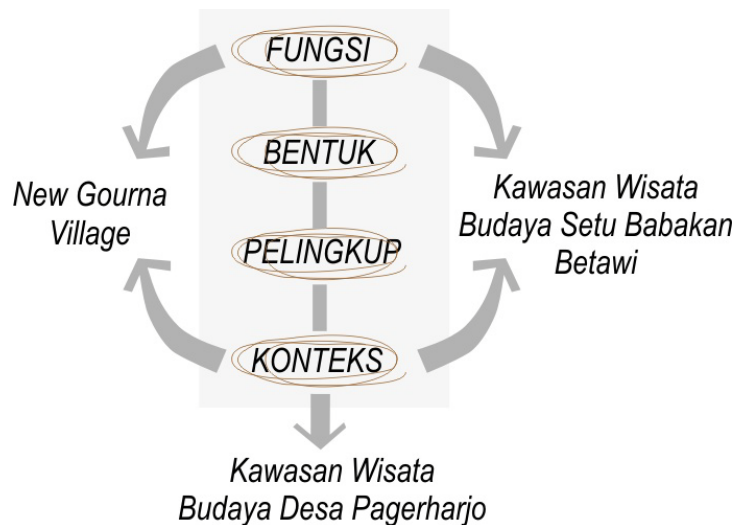 FUNGSI
BENTUK
New Gourna
Village
Kawasan Wisata
Budaya Setu Babakan
Betawi
PELINGKUP
KONTEKS
Kawasan Wisata
Budaya Desa Pagerharjo